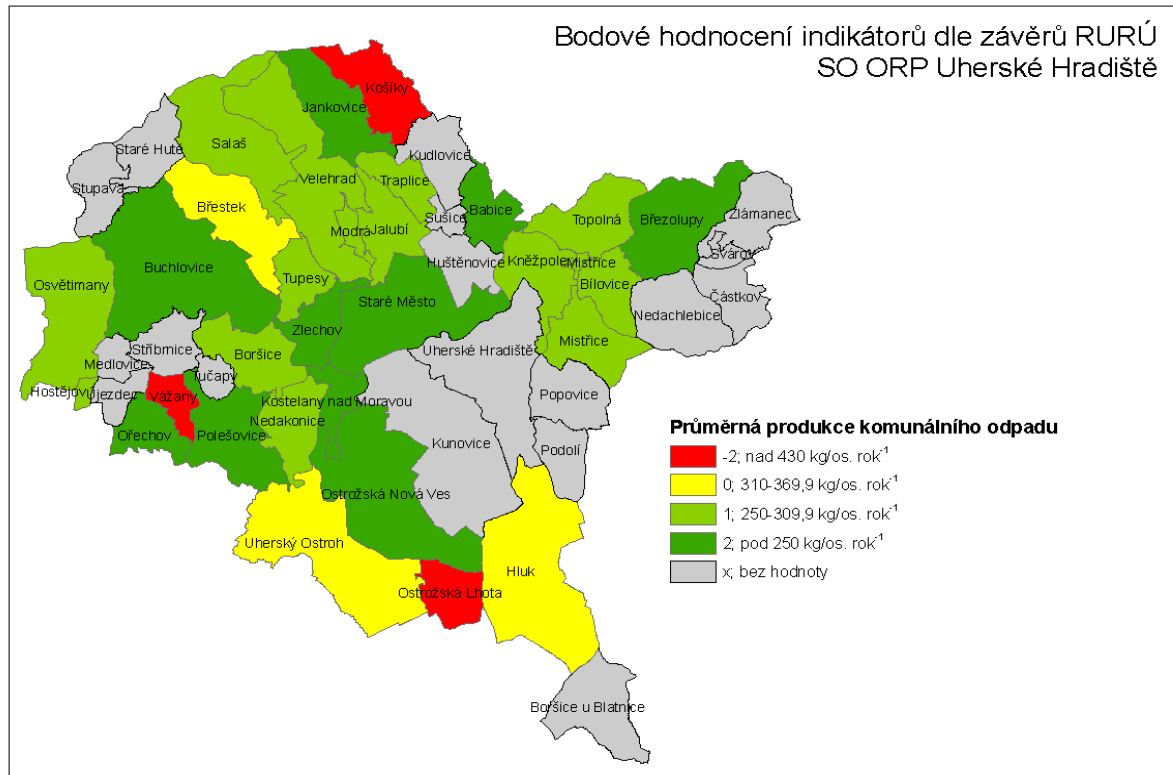 Bodové hodnocení indikátorů dle závěrů RURÚ
SO ORP Uherské Hradiště
Košíky
Jankovice
Staré Hutě
Salaš
Kudlovice
Stupava
Velehrad
Traplice
Břestek
Babice
Sušice
Topolná
Březolupy
Zlámanec
Modrá
Jalubí
Buchlovice
Huštěnovice
Kněžpole
Mistřice
Svárov
Osvětimany
Tupesy
Bílovice
Částkov
Staré Město
Nedachlebice
Zlechov
Stříbrnice
Boršice
Uherské Hradiště
Mistřice
Medlovice
Tučapy
Hostějov
Újezdec
Vážany
Kostelany nad Moravou
Popovice
Nedakonice
Ořechov
Polešovice
Kunovice
Podolí
Ostrožská Nová Ves
Uherský Ostroh
Hluk
Ostrožská Lhota
Boršice u Blatnice
Průměrná produkce komunálního odpadu
-2; nad 430 kg/os. rok-1
0; 310-369,9 kg/os. rok-1
1; 250-309,9 kg/os. rok-1
2; pod 250 kg/os. rok-1
x; bez hodnoty